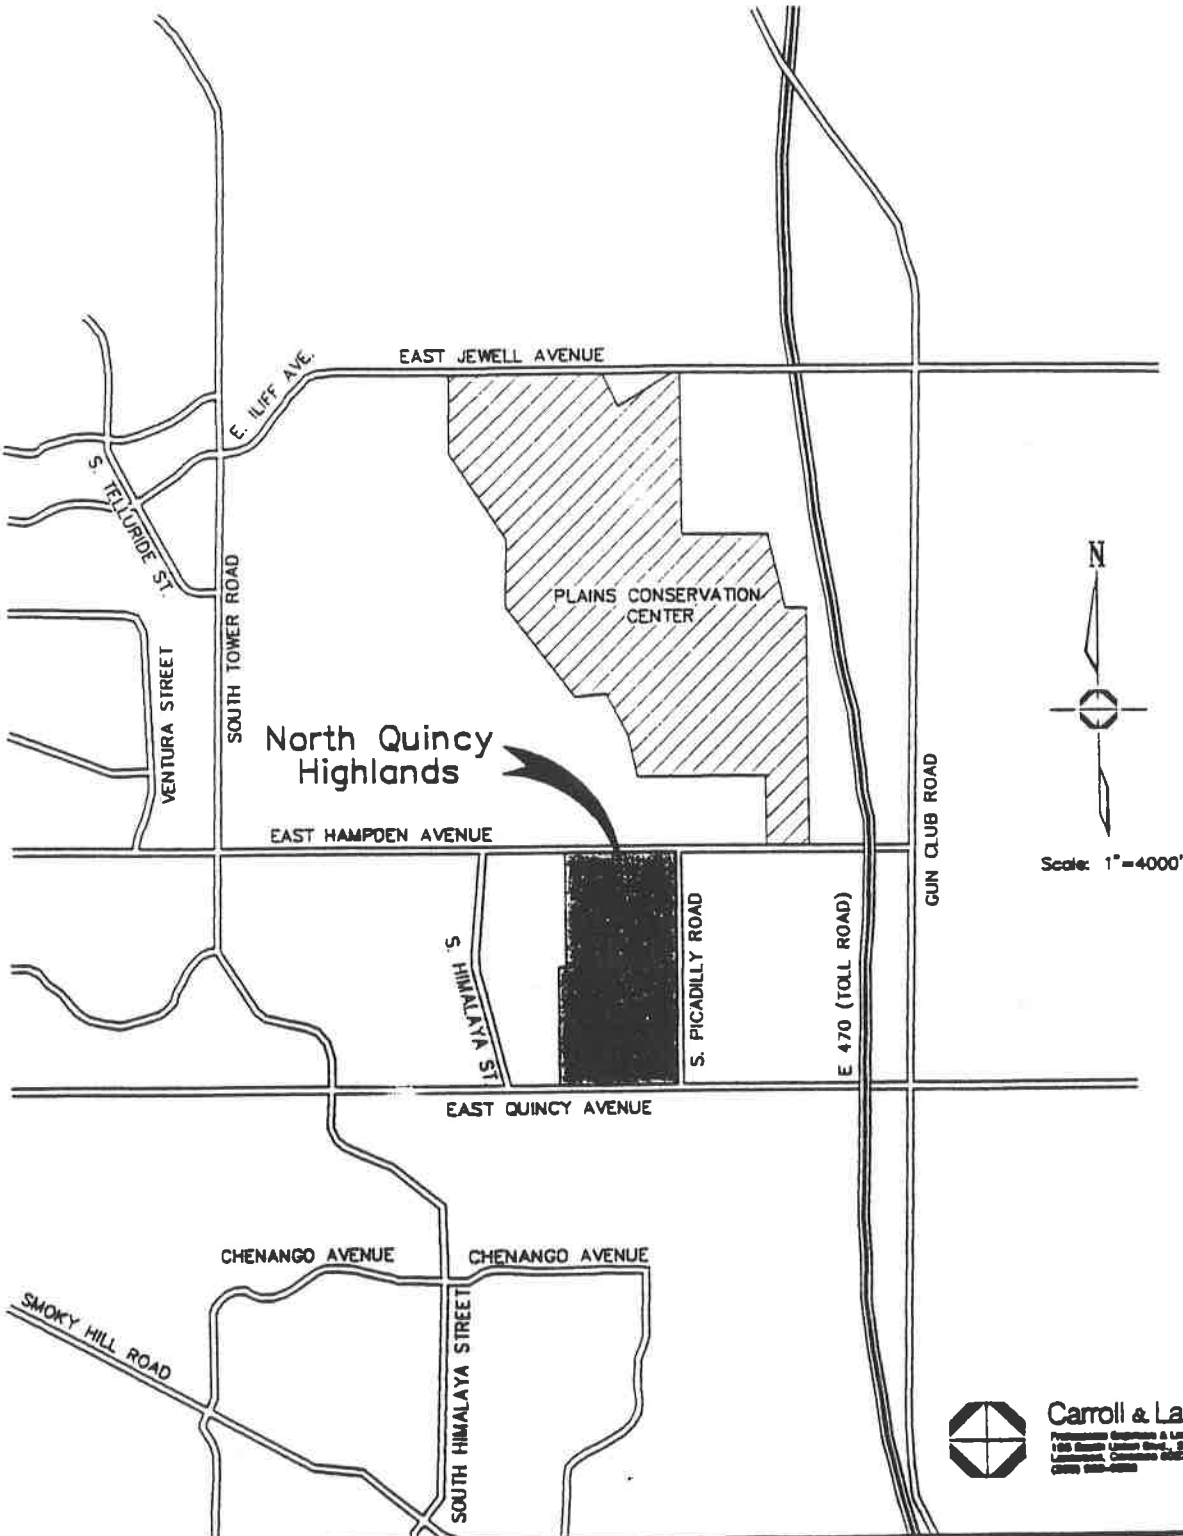 EAST JEWELL AVENUE
E. ILIFF AVE.
S. TELLURIDE ST.
SOUTH TOWER ROAD
VENTURA STREET
PLAINS CONSERVATION
CENTER
N
North Quincy
Highlands
EAST HAMPDEN AVENUE
GUN CLUB ROAD
Scale: 1"=4000'
S. HIMALAYA ST.
S. PICADILLY ROAD
E 470 (TOLL ROAD)
EAST QUINCY AVENUE
CHENANGO AVENUE
CHENANGO AVENUE
SMOKY HILL ROAD
SOUTH HIMALAYA STREET
Carroll & La